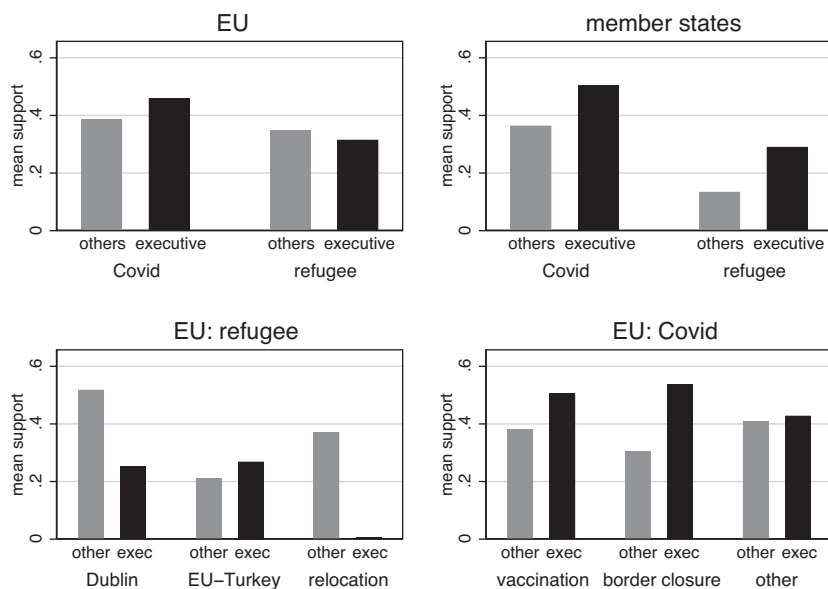 EU
mean support
.6
.4
.2
0
others executive others executive
Covid refugee
member states
mean support
.6
.4
.2
0
others executive others executive
Covid refugee
EU: refugee
mean support
.6
.4
.2
0
other exec other exec other exec
Dublin EU–Turkey relocation
EU: Covid
mean support
.6
.4
.2
0
other exec other exec other exec
vaccination border closure other